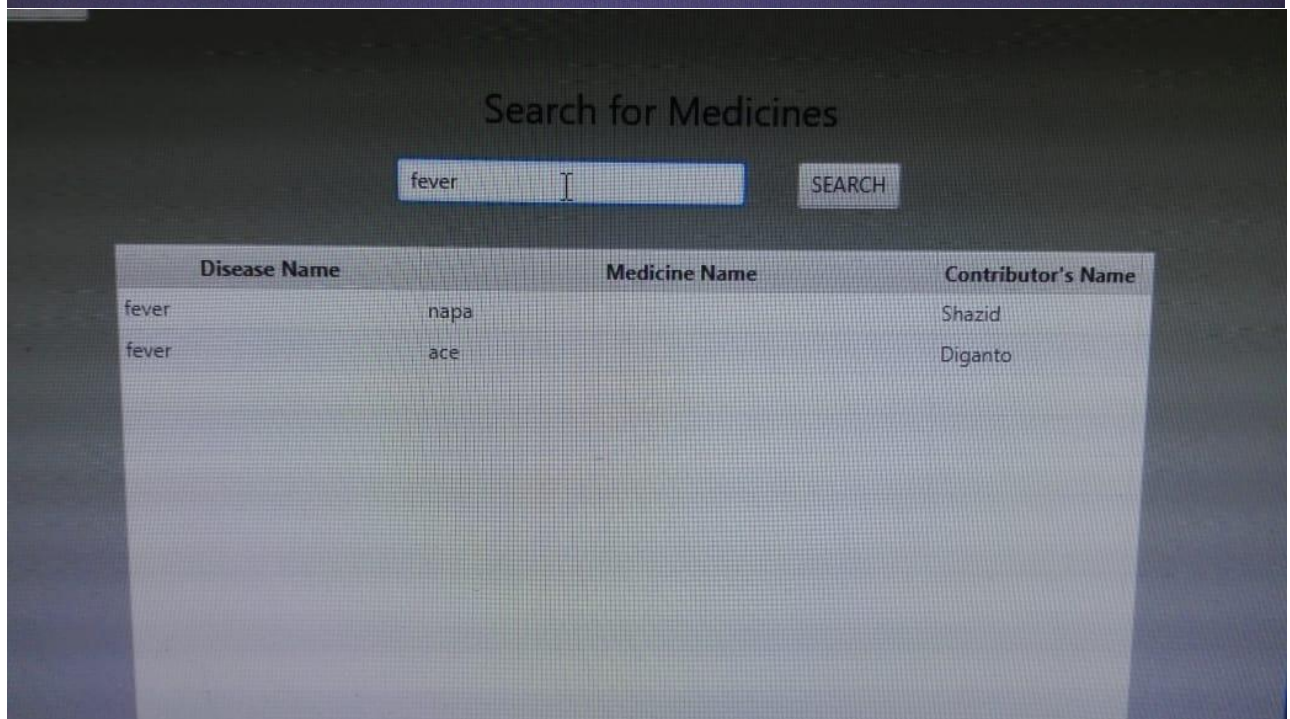 Search for Medicines
fever SEARCH
Disease Name Medicine Name Contributor's Name
fever napa Shazid
fever ace Diganto